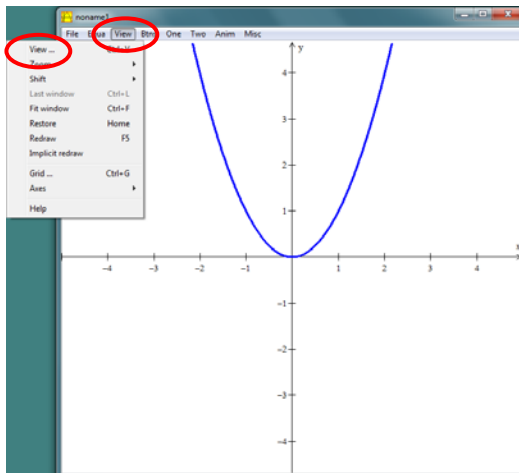 noname1
File Equa View Btns One Two Anim Misc
View ...
Zoom
Shift
Last window Ctrl+L
Fit window Ctrl+F
Restore Home
Redraw F5
Implicit redraw
Grid ... Ctrl+G
Axes
Help
y
4
3
2
1
x
-4 -3 -2 -1 1 2 3 4
-1
-2
-3
-4